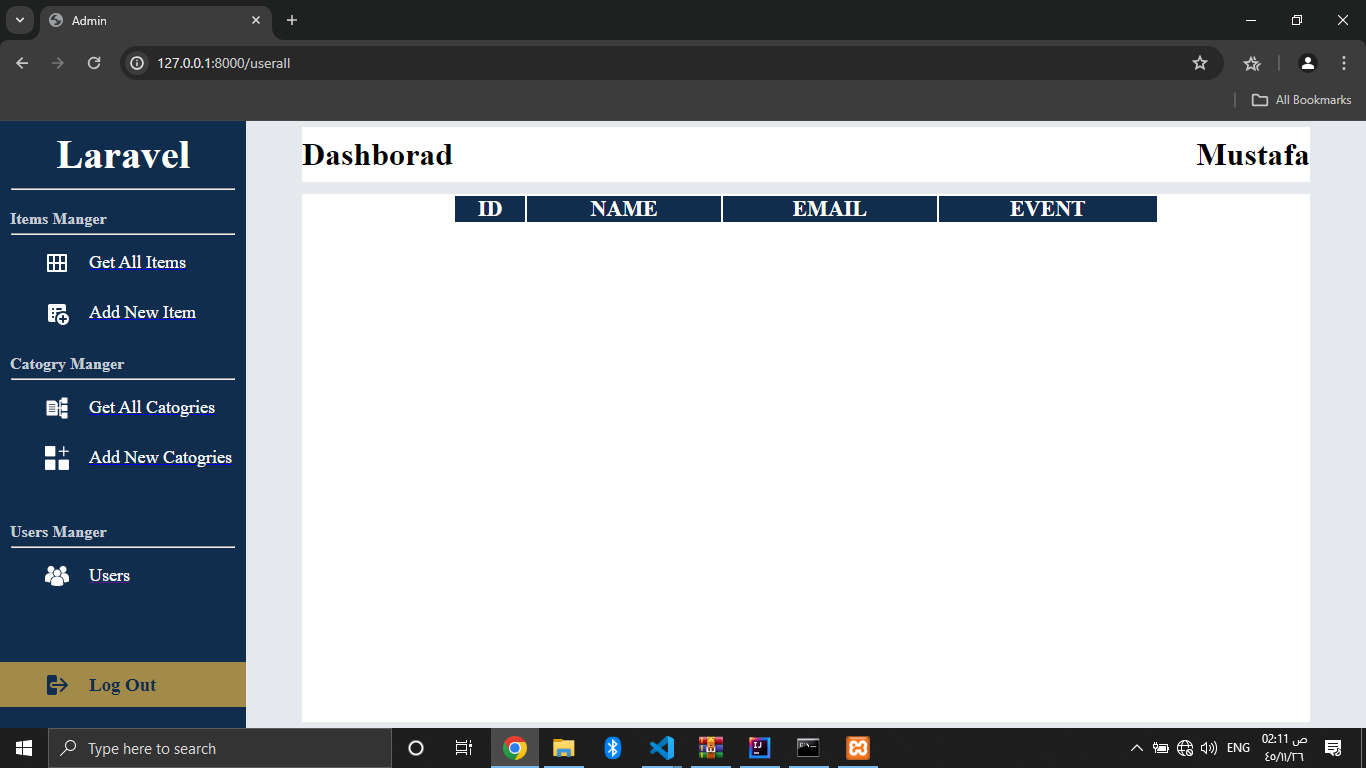 Admin
127.0.0.1:8000/userall
All Bookmarks
Laravel
Items Manger
Get All Items
Add New Item
Catogry Manger
Get All Catogries
Add New Catogries
Users Manger
Users
Log Out
Dashborad
Mustafa
ID NAME EMAIL EVENT
Type here to search
ENG
02:11 ص
٤٥/١١/٢٦